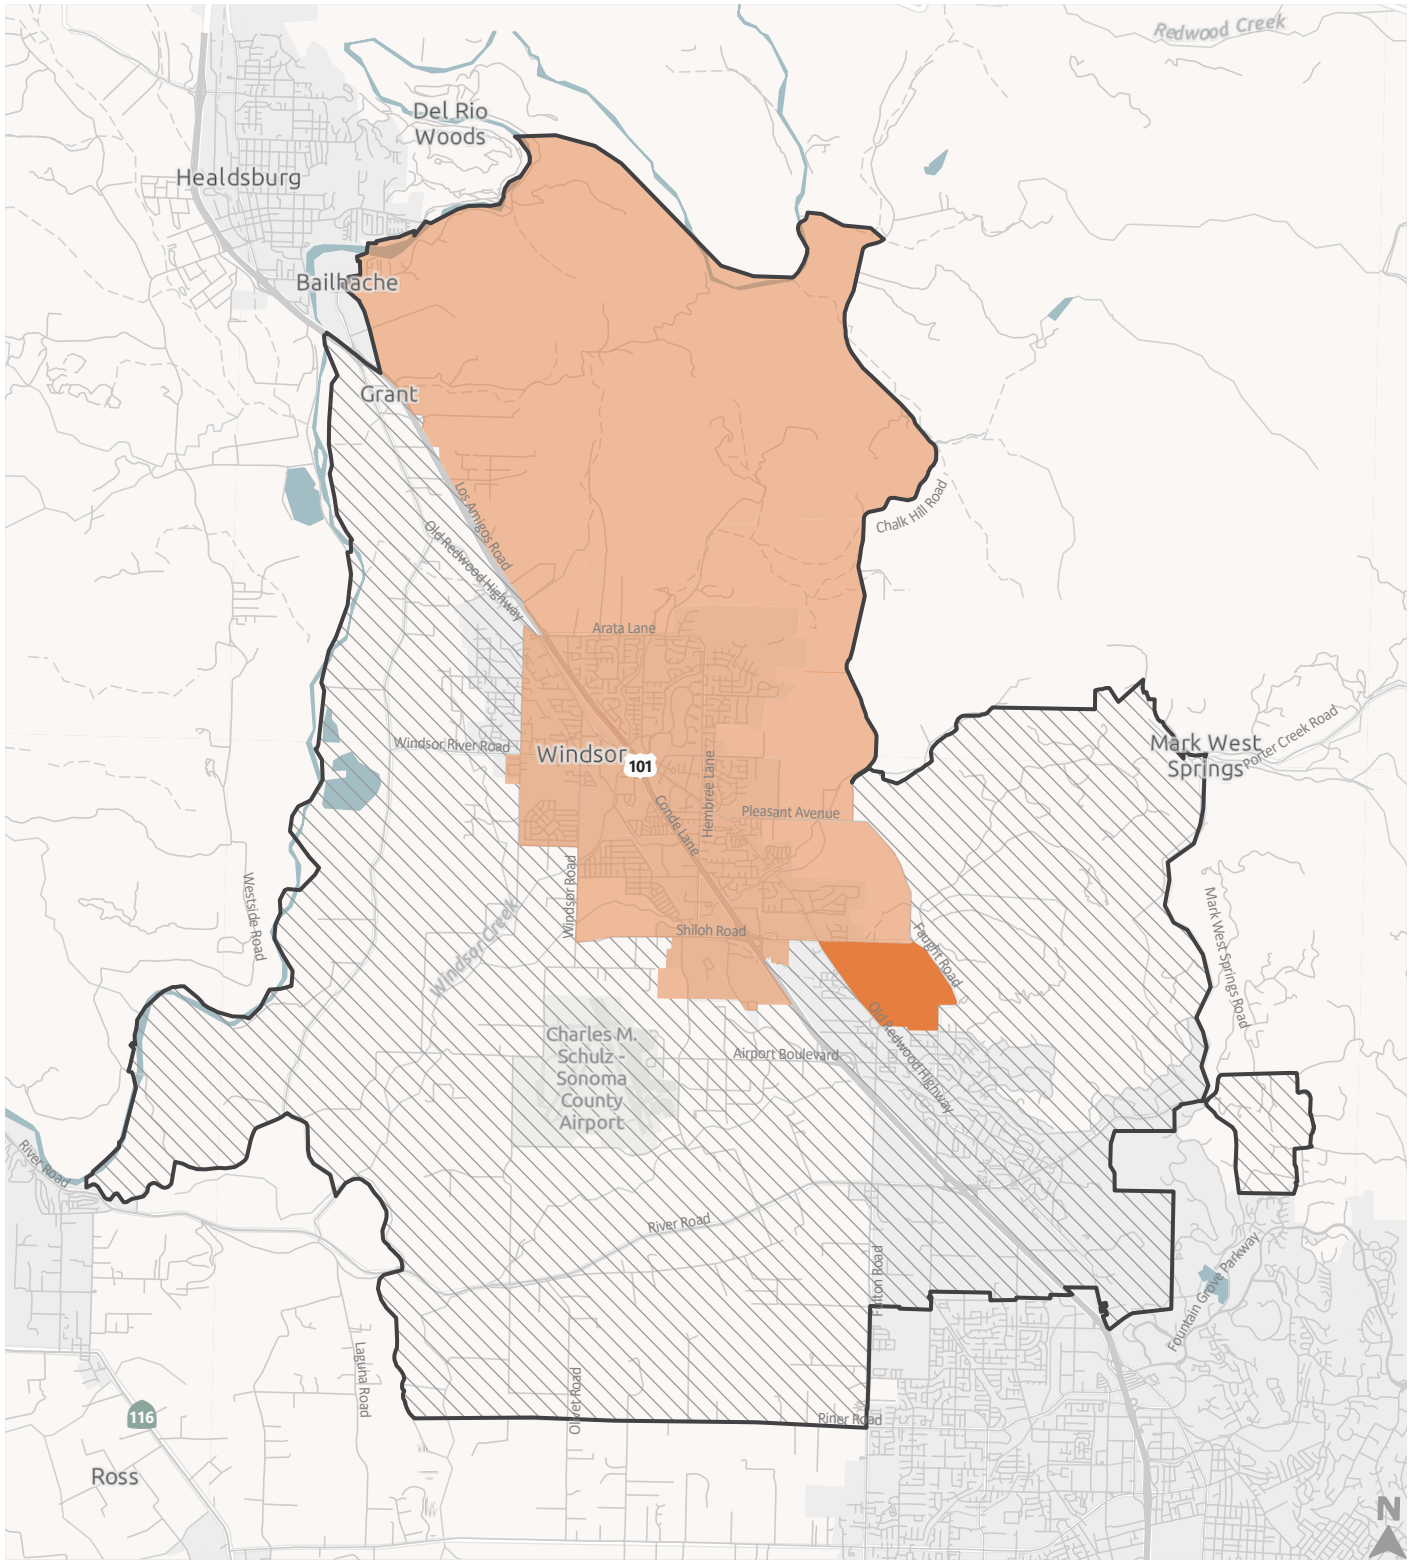 Redwood Creek
Del Rio
Woods
Healdsburg
Bailhache
Grant
Los Amigos Road
Old Redwood Highway
Chalk Hill Road
Arata Lane
Windsor River Road
Windsor
101
Hembree Lane
Conde Lane
Pleasant Avenue
Mark West
Springs
Porter Creek Road
Westside Road
Windsor Road
Windsor Creek
Shiloh Road
Faught Road
Mark West Springs Road
Charles M.
Schulz -
Sonoma
County
Airport
Airport Boulevard
Old Redwood Highway
River Road
River Road
Fulton Road
Fountain Grove Parkway
Laguna Road
Olivet Road
Piner Road
116
Ross
N